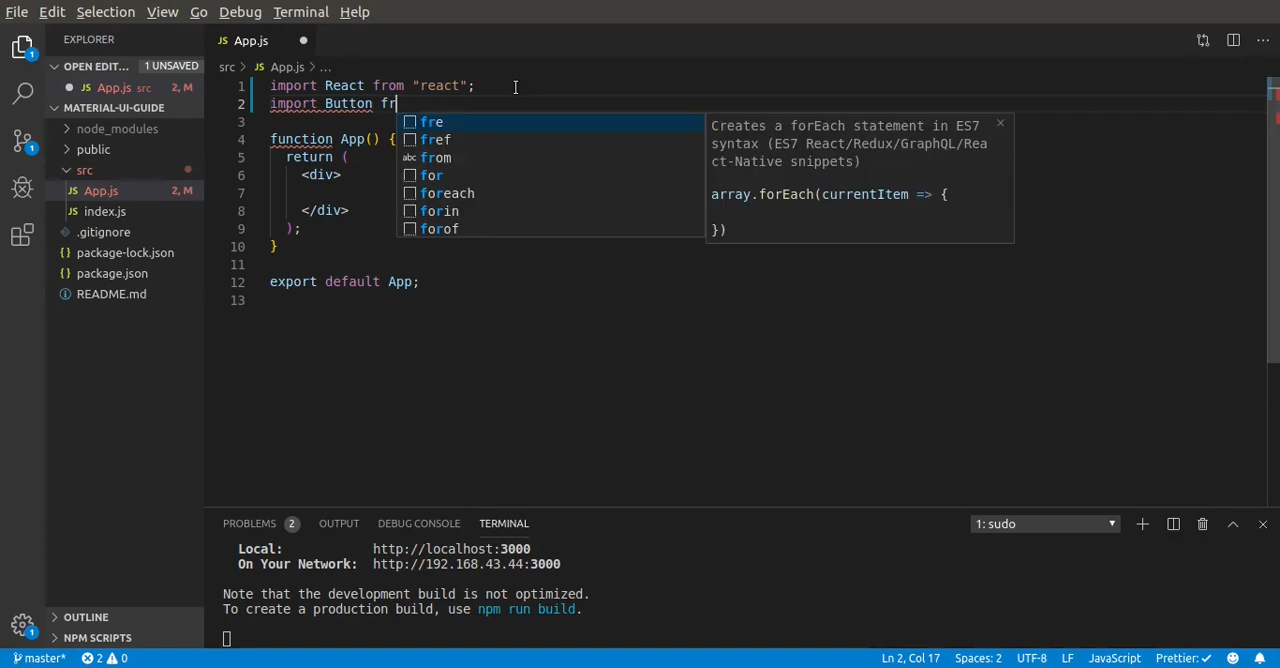 File Edit Selection View Go Debug Terminal Help
EXPLORER
OPEN EDIT... 1 UNSAVED
App.js src 2, M
MATERIAL-UI-GUIDE
node_modules
public
src
App.js 2, M
index.js
.gitignore
package-lock.json
package.json
README.md
OUTLINE
NPM SCRIPTS
1
1
1
JS App.js
src > JS App.js > ...
1 import React from "react";
2 import Button fr
3
4 function App() {
5 return (
6 <div>
7
8 </div>
9 );
10 }
11
12 export default App;
13
fre
fref
abc from
for
foreach
forin
forof
Creates a forEach statement in ES7
syntax (ES7 React/Redux/GraphQL/Rea
ct-Native snippets)
array.forEach(currentItem => {
})
PROBLEMS 2 OUTPUT DEBUG CONSOLE TERMINAL 1: sudo
Local: http://localhost:3000
On Your Network: http://192.168.43.44:3000
Note that the development build is not optimized.
To create a production build, use npm run build.
master* 2 0 Ln 2, Col 17 Spaces: 2 UTF-8 LF JavaScript Prettier: ✓